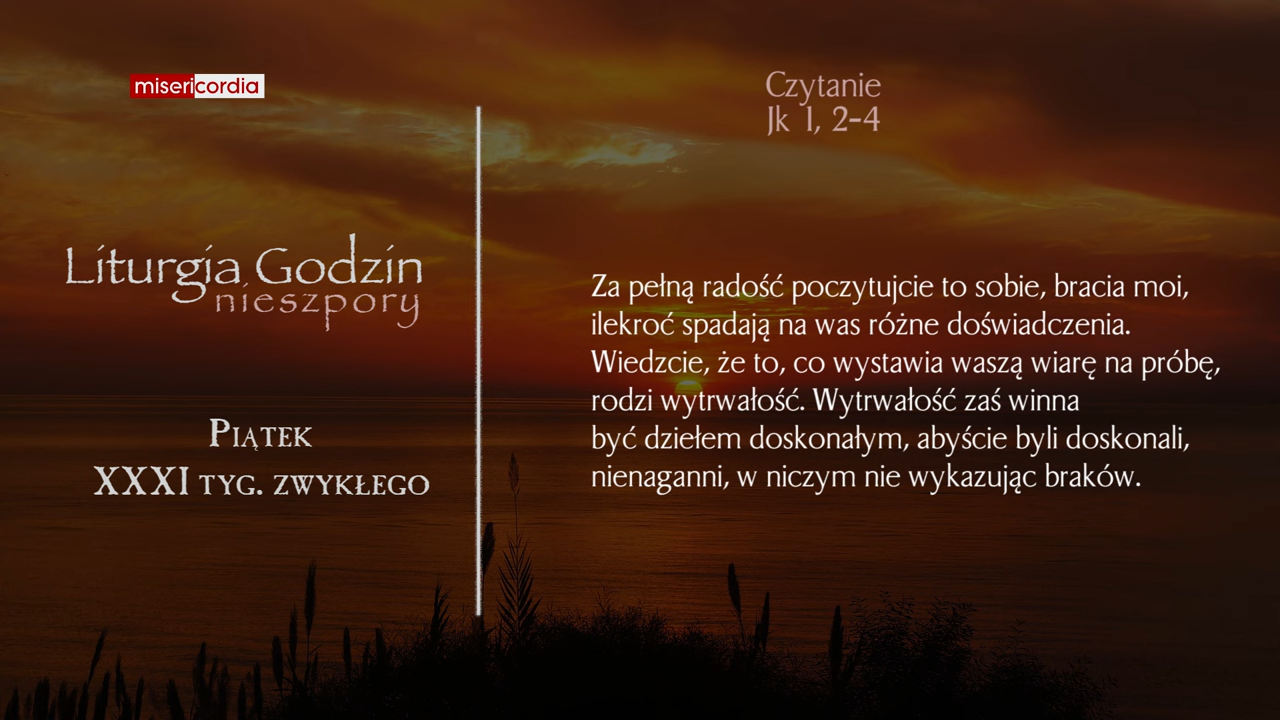 misericordia
Liturgia Godzin
nieszpory
Piątek
XXXI tyg. zwykłego
Czytanie
Jk 1, 2-4
Za pełną radość poczytujcie to sobie, bracia moi,
ilekroć spadają na was różne doświadczenia.
Wiedzcie, że to, co wystawia waszą wiarę na próbę,
rodzi wytrwałość. Wytrwałość zaś winna
być dziełem doskonałym, abyście byli doskonali,
nienaganni, w niczym nie wykazując braków.